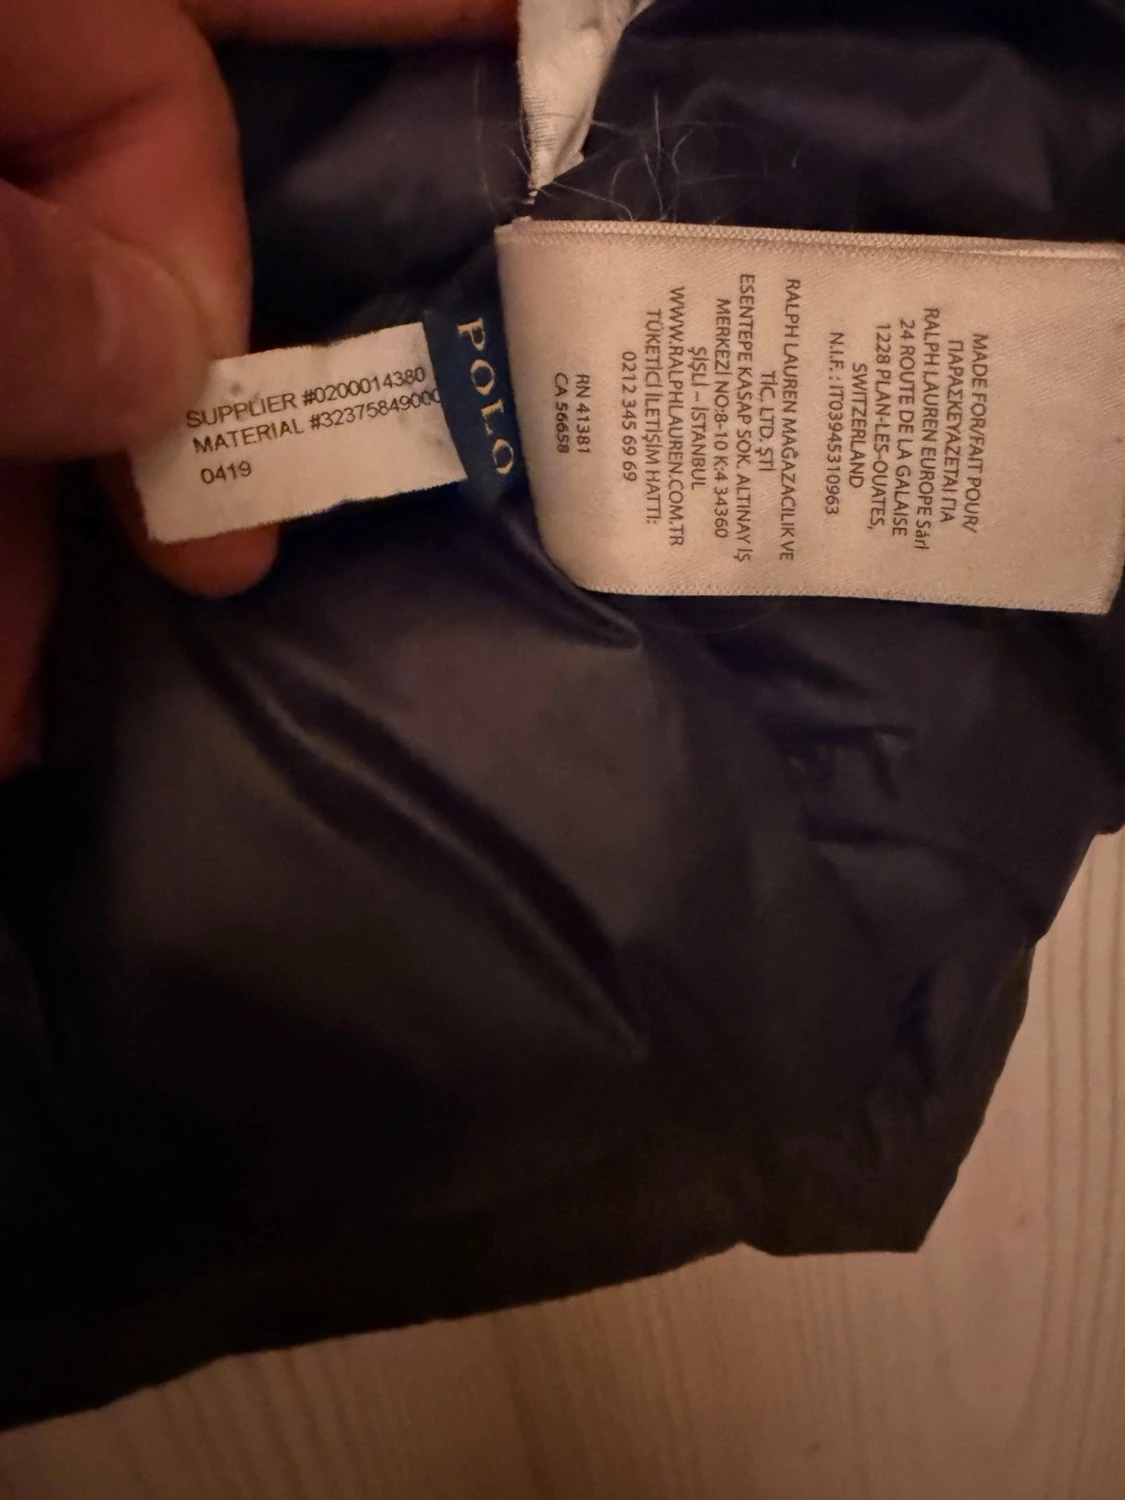 SUPPLIER #0200014380
MATERIAL #32375849000
0419
POLO
MADE FOR/FAIT POUR/
ΠΑΡΑΣΚΕΥΑΖΕΤΑΙ ΓΙΑ
RALPH LAUREN EUROPE Sàrl
24 ROUTE DE LA GALAISE
1228 PLAN-LES-OUATES,
SWITZERLAND
N.I.F. : IT03945310963
RALPH LAUREN MAĞAZACILIK VE
TİC. LTD. ŞTİ
ESENTEPE KASAP SOK. ALTINAY İŞ
MERKEZİ NO:8-10 K:4 34360
ŞİŞLİ – İSTANBUL
WWW.RALPHLAUREN.COM.TR
TÜKETİCİ İLETİŞİM HATTI:
0212 345 69 69
RN 41381
CA 56658